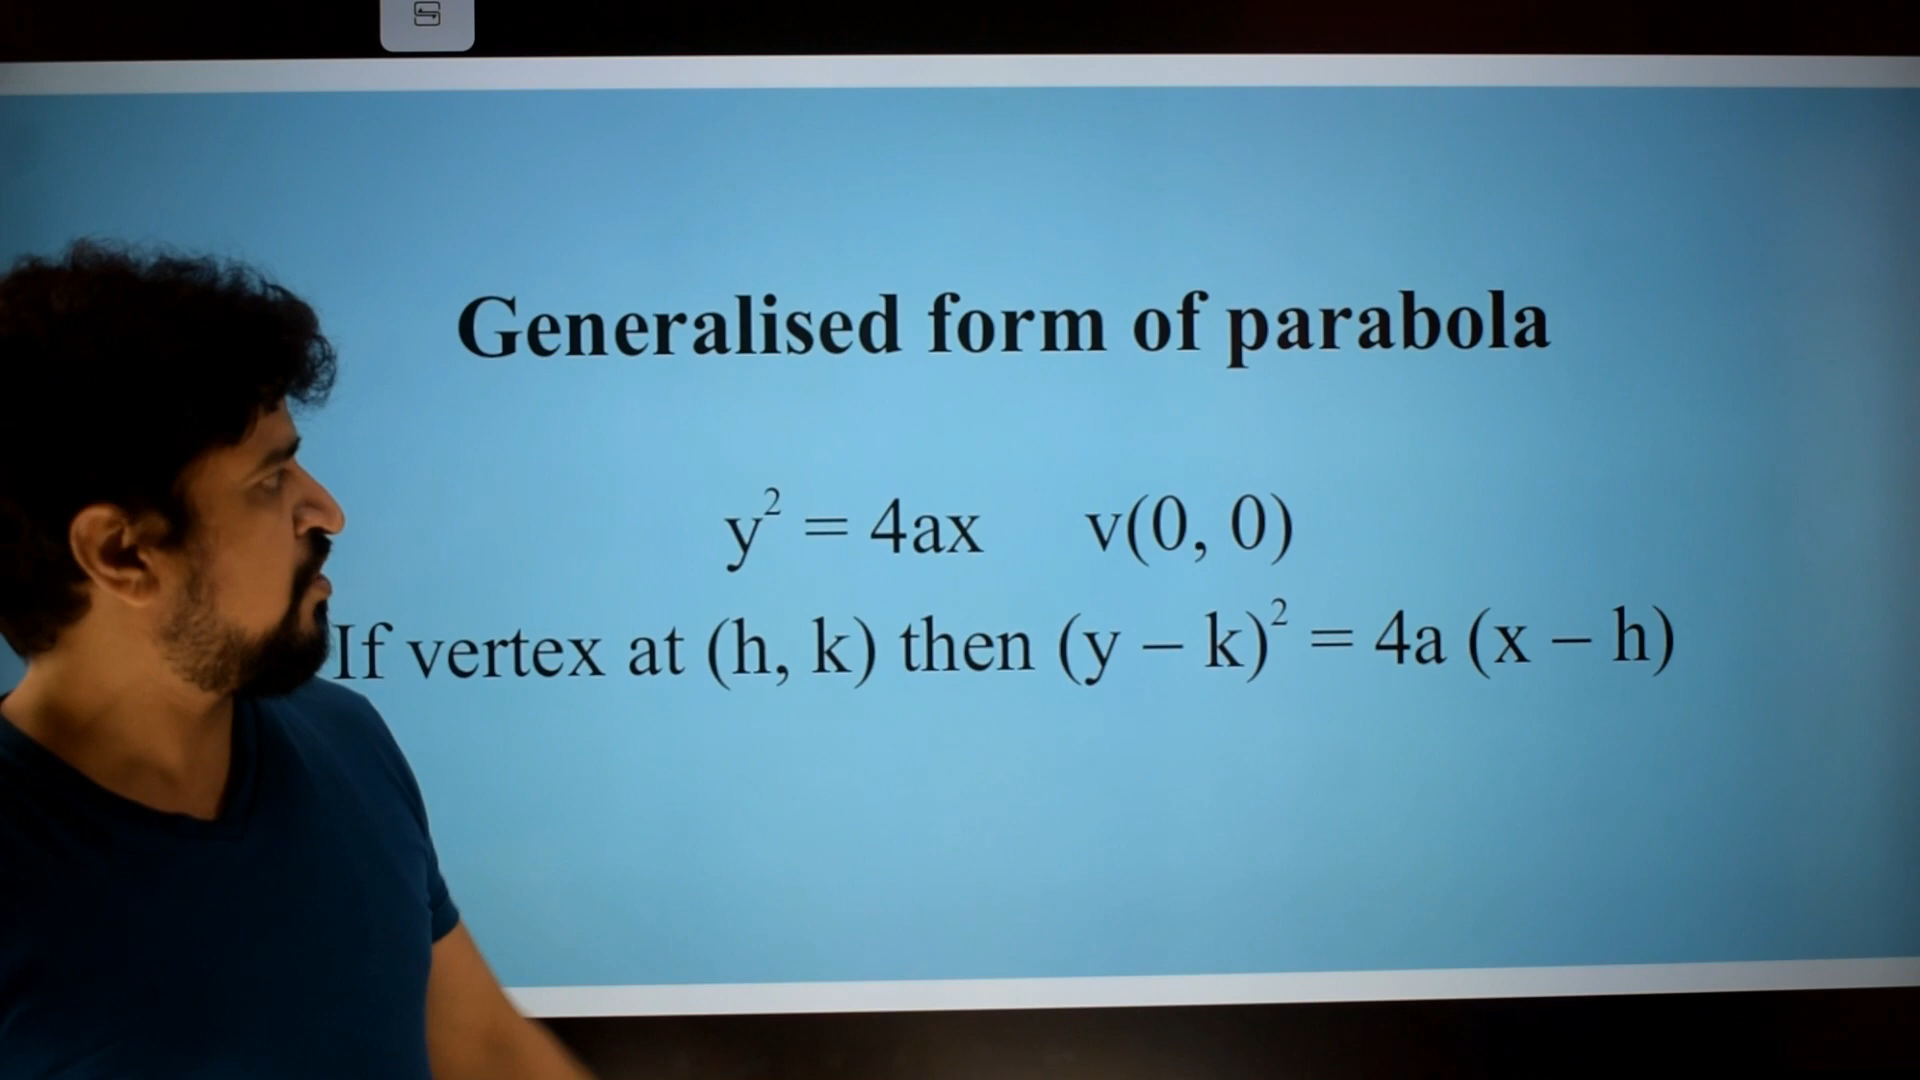 Generalised form of parabola
y² = 4ax v(0, 0)
If vertex at (h, k) then (y – k)² = 4a (x – h)